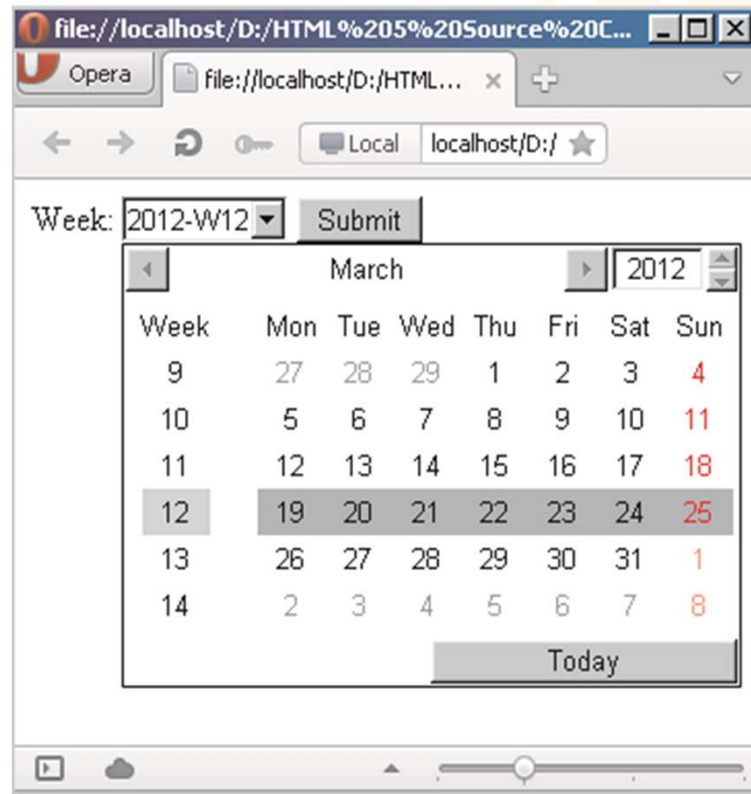 file://localhost/D:/HTML%205%20Source%20C...
Opera
file://localhost/D:/HTML...
Local localhost/D:/
Week: 2012-W12 Submit
March 2012
Week Mon Tue Wed Thu Fri Sat Sun
9 27 28 29 1 2 3 4
10 5 6 7 8 9 10 11
11 12 13 14 15 16 17 18
12 19 20 21 22 23 24 25
13 26 27 28 29 30 31 1
14 2 3 4 5 6 7 8
Today